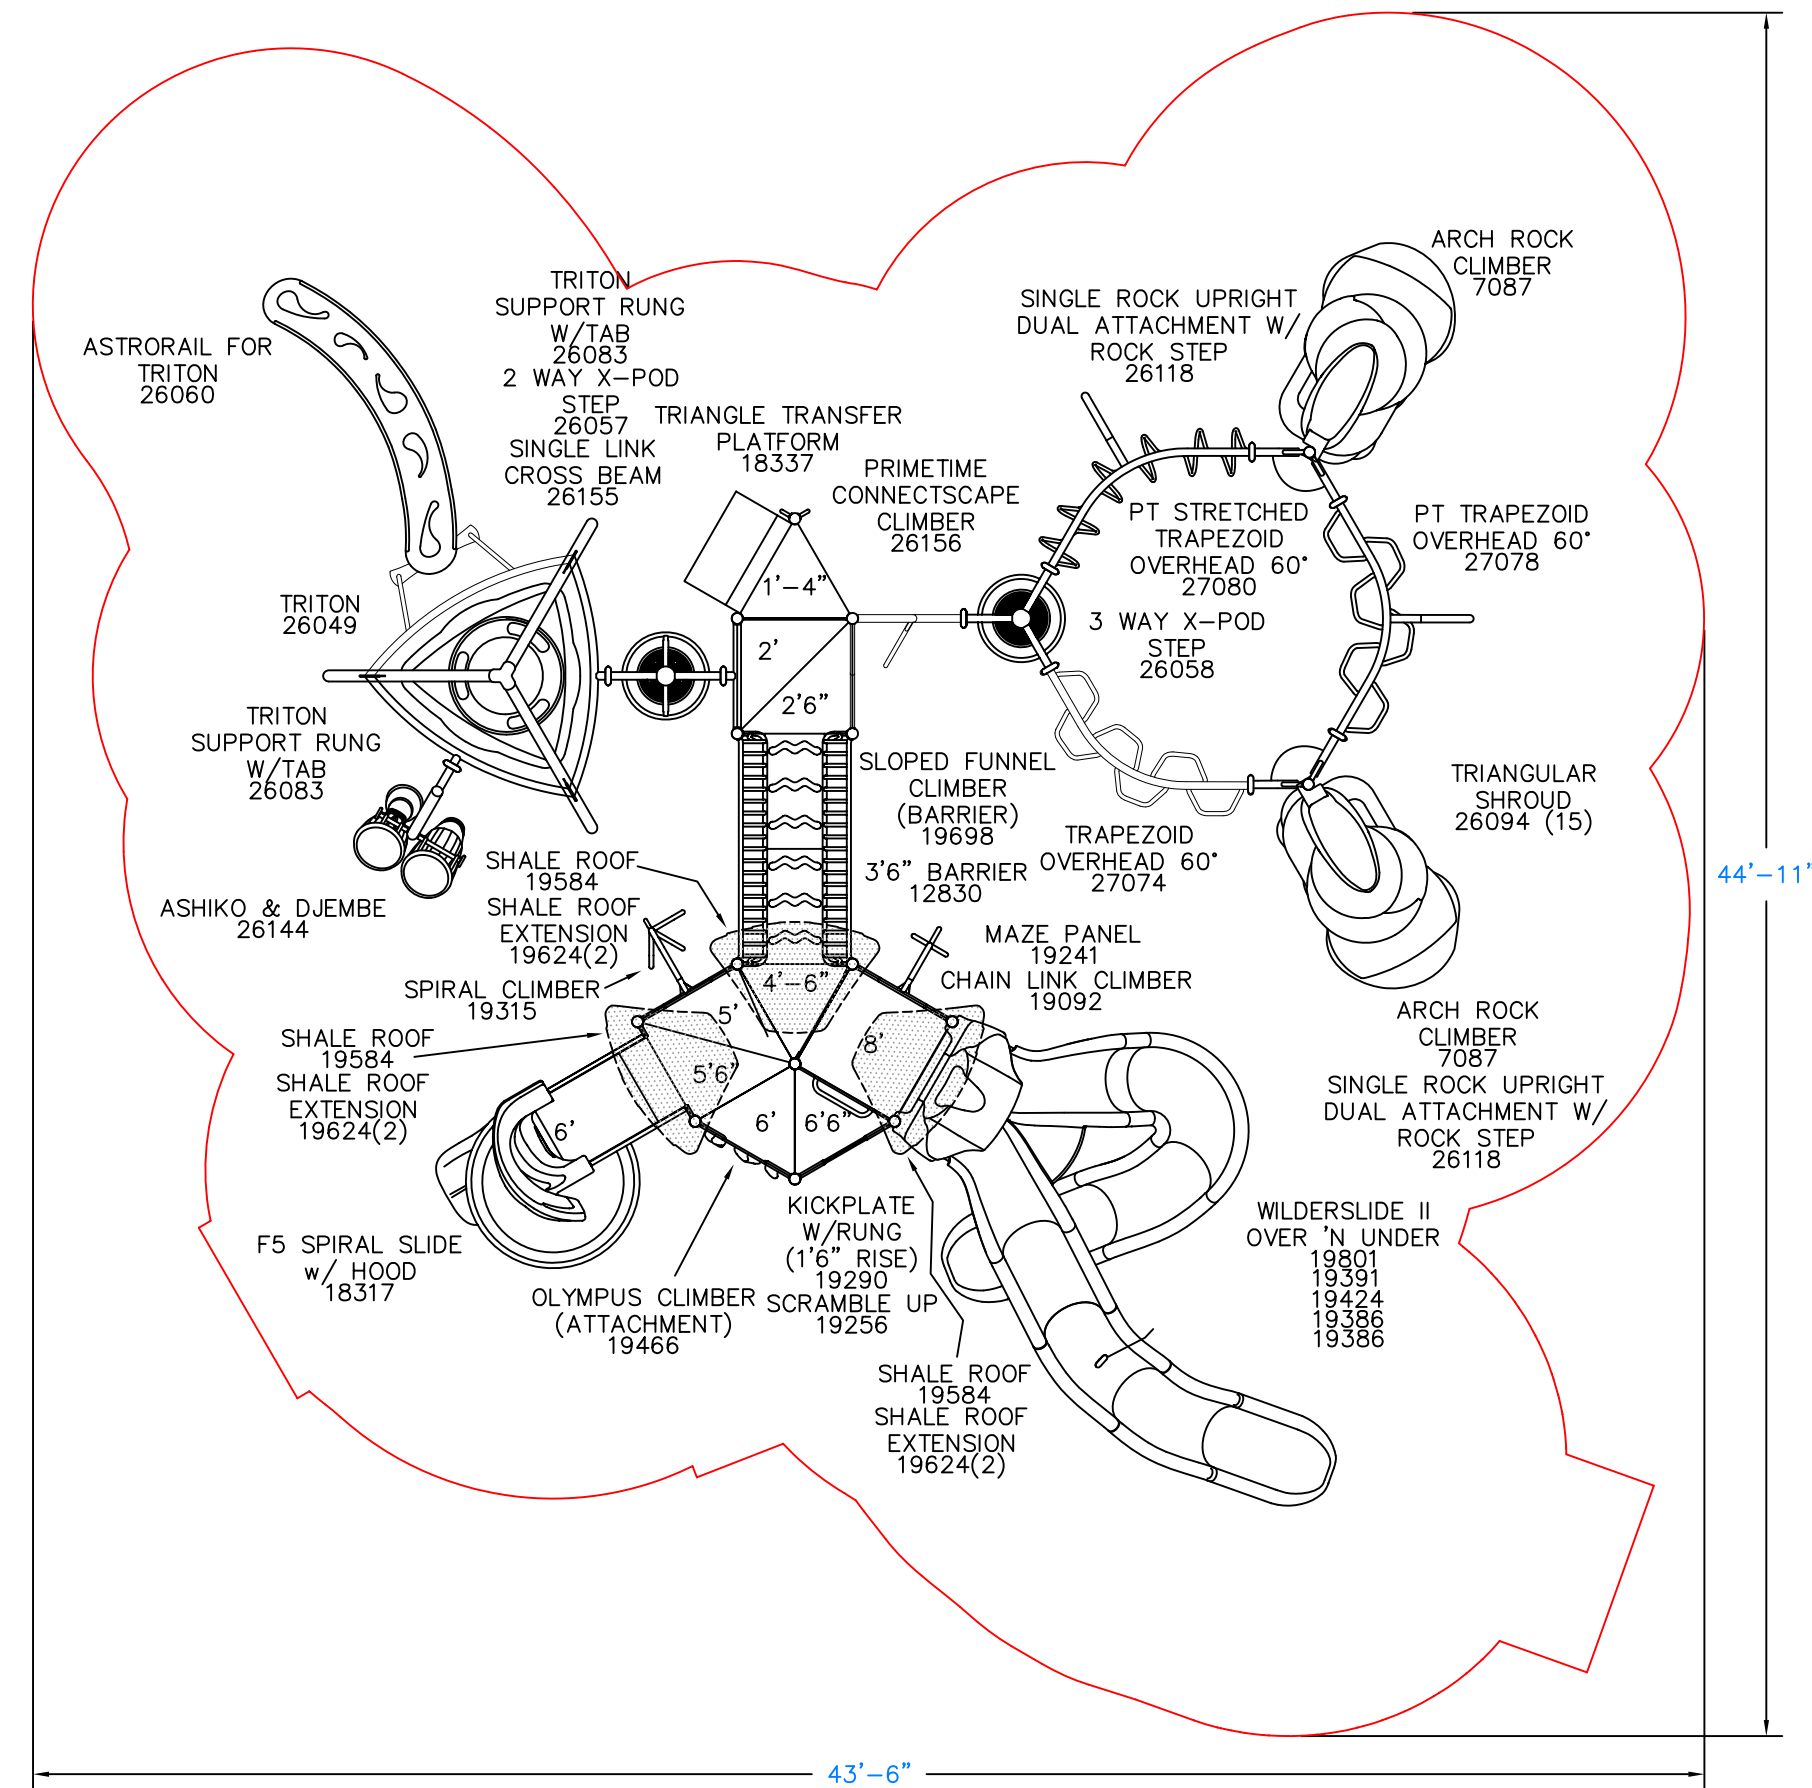 ARCH ROCK
CLIMBER
7087
SINGLE ROCK UPRIGHT
DUAL ATTACHMENT W/
ROCK STEP
26118
TRITON
SUPPORT RUNG
W/TAB
26083
2 WAY X-POD
STEP
26057
SINGLE LINK
CROSS BEAM
26155
ASTRORAIL FOR
TRITON
26060
TRIANGLE TRANSFER
PLATFORM
18337
PRIMETIME
CONNECTSCAPE
CLIMBER
26156
PT STRETCHED
TRAPEZOID
OVERHEAD 60°
27080
PT TRAPEZOID
OVERHEAD 60°
27078
1'-4"
TRITON
26049
3 WAY X-POD
STEP
26058
2'
2'6"
TRITON
SUPPORT RUNG
W/TAB
26083
SLOPED FUNNEL
CLIMBER
(BARRIER)
19698
TRIANGULAR
SHROUD
26094 (15)
TRAPEZOID
OVERHEAD 60°
27074
3'6" BARRIER
12830
44'-11"
SHALE ROOF
19584
SHALE ROOF
EXTENSION
19624(2)
ASHIKO & DJEMBE
26144
MAZE PANEL
19241
CHAIN LINK CLIMBER
19092
SPIRAL CLIMBER
19315
4'-6"
5'
8'
5'6"
6'
6'6"
6'
SHALE ROOF
19584
SHALE ROOF
EXTENSION
19624(2)
ARCH ROCK
CLIMBER
7087
SINGLE ROCK UPRIGHT
DUAL ATTACHMENT W/
ROCK STEP
26118
KICKPLATE
W/RUNG
(1'6" RISE)
19290
SCRAMBLE UP
19256
WILDERSLIDE II
OVER 'N UNDER
19801
19391
19424
19386
19386
F5 SPIRAL SLIDE
w/ HOOD
18317
OLYMPUS CLIMBER
(ATTACHMENT)
19466
SHALE ROOF
19584
SHALE ROOF
EXTENSION
19624(2)
43'-6"